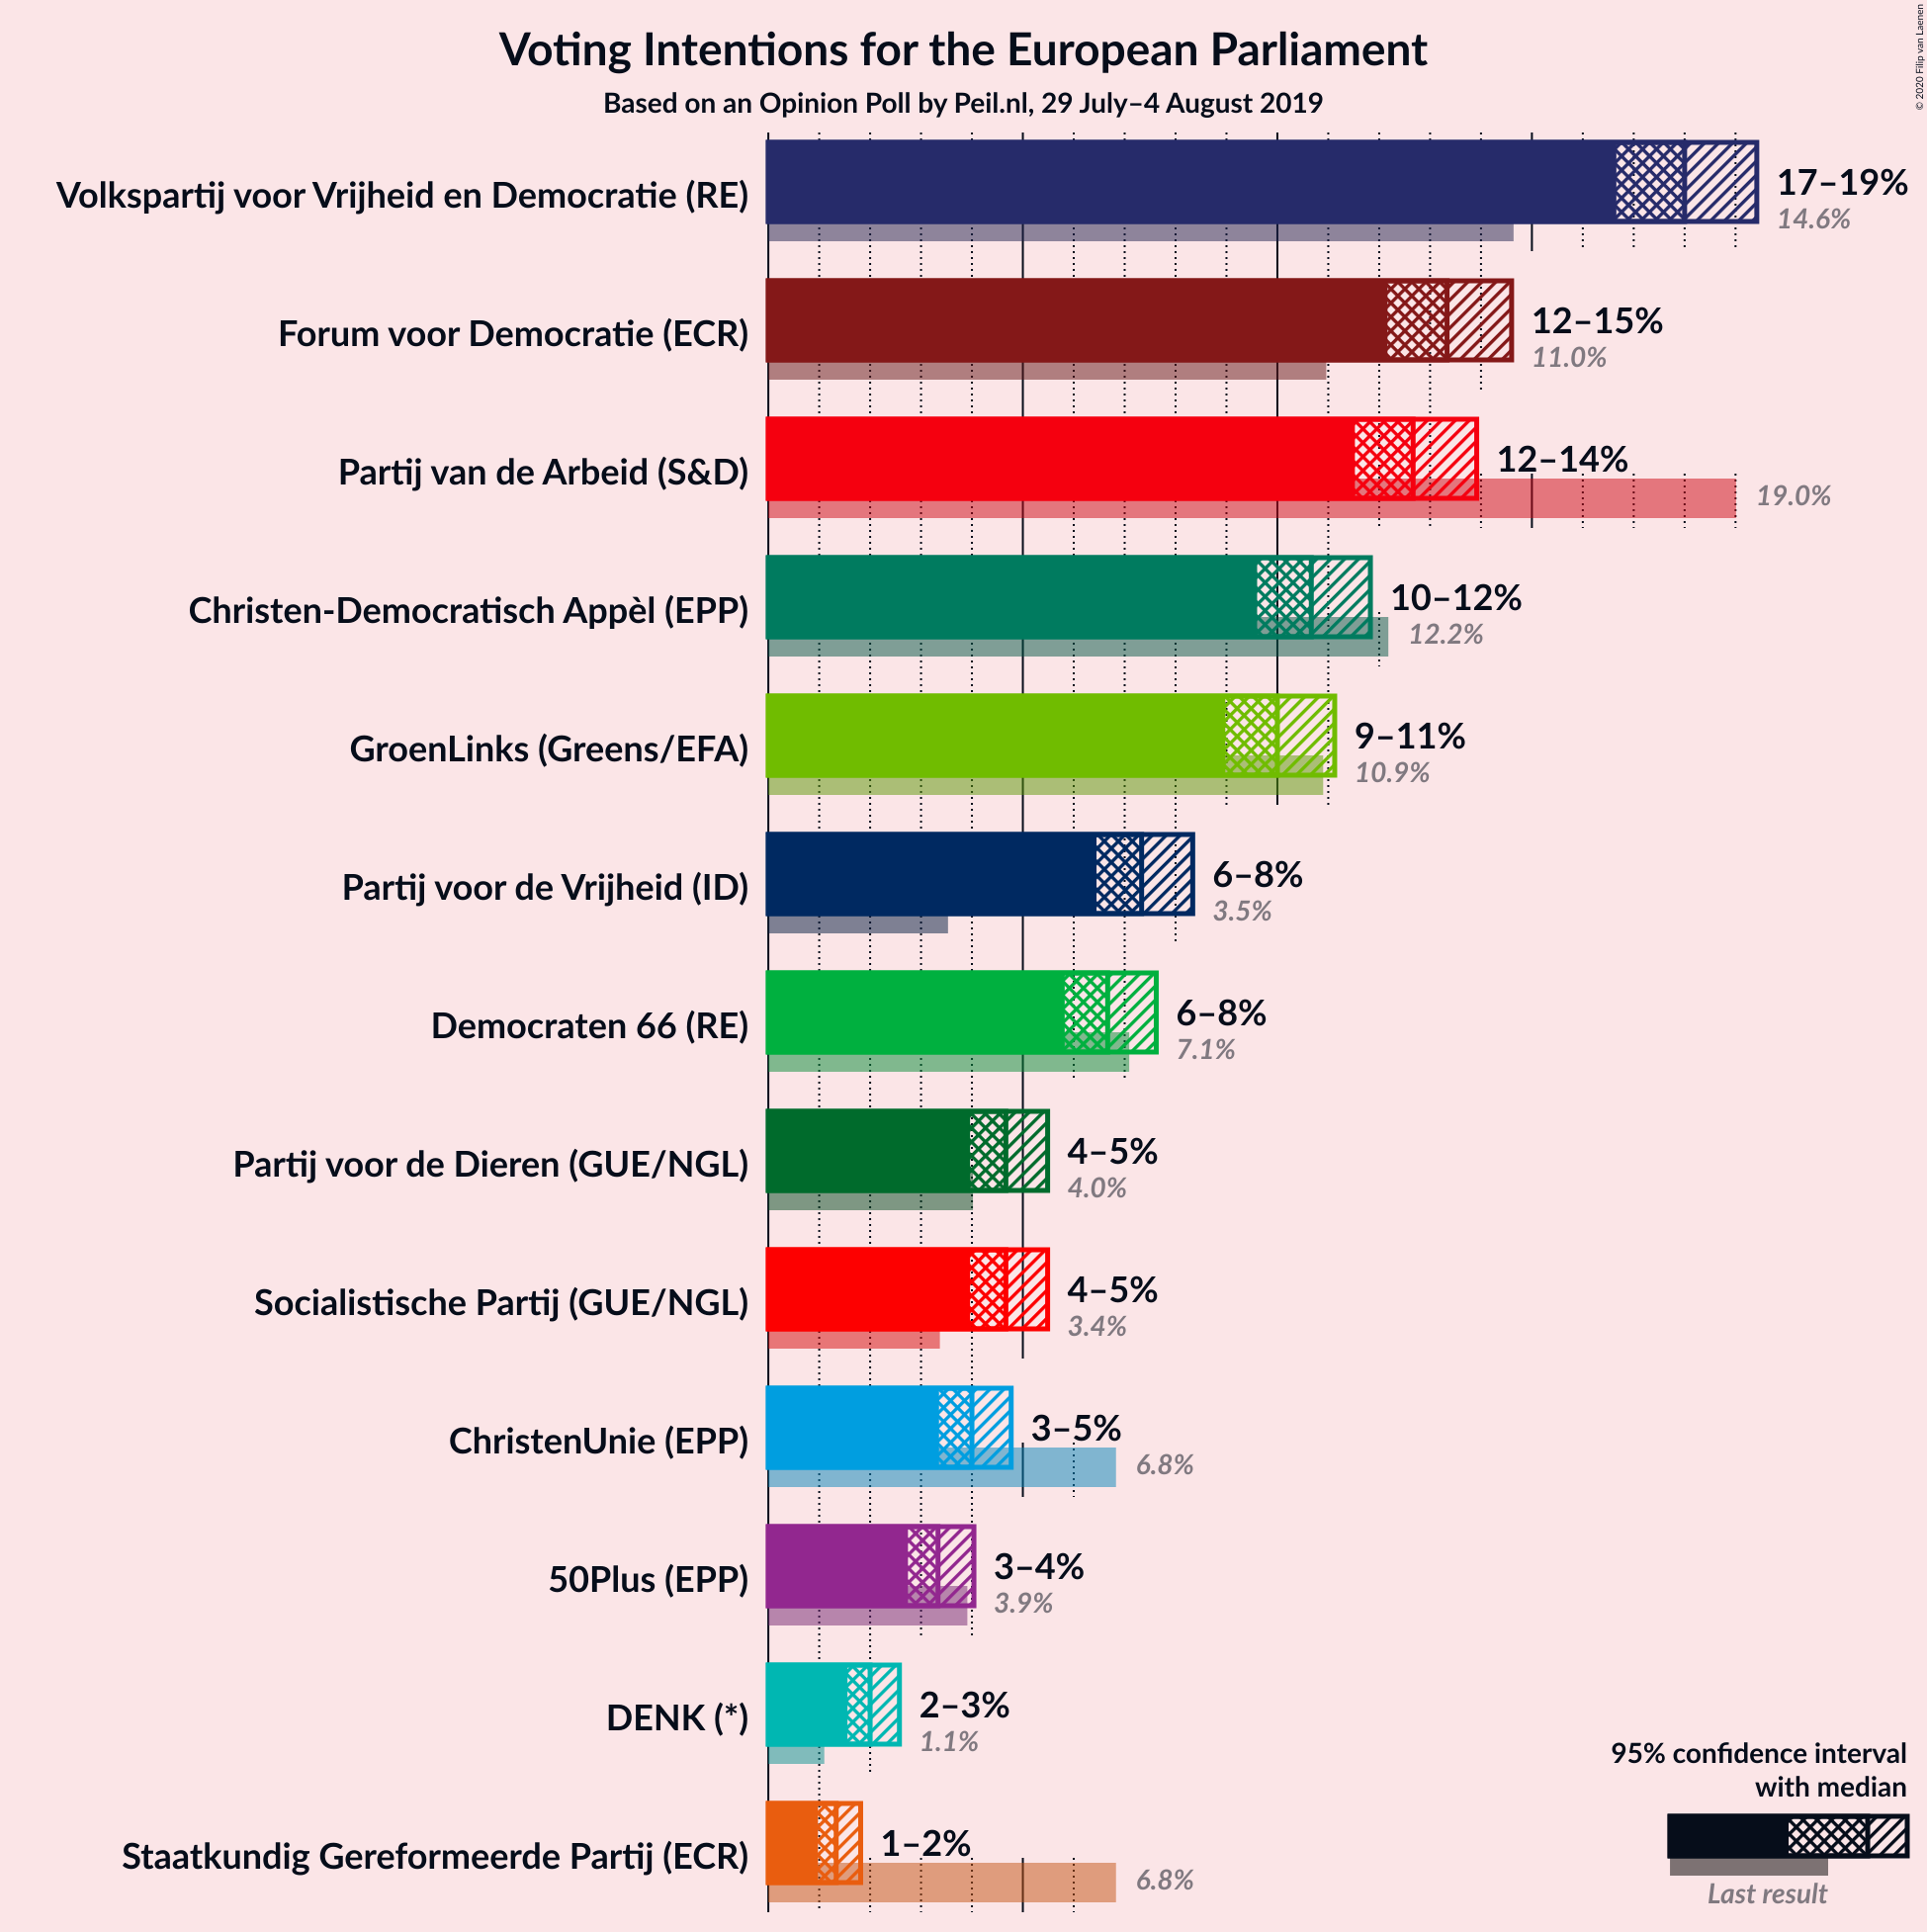 Voting Intentions for the European Parliament
Based on an Opinion Poll by Peil.nl, 29 July–4 August 2019
© 2020 Filip van Laenen
Volkspartij voor Vrijheid en Democratie (RE)
17–19%
14.6%
Forum voor Democratie (ECR)
12–15%
11.0%
Partij van de Arbeid (S&D)
12–14%
19.0%
Christen-Democratisch Appèl (EPP)
10–12%
12.2%
GroenLinks (Greens/EFA)
9–11%
10.9%
Partij voor de Vrijheid (ID)
6–8%
3.5%
Democraten 66 (RE)
6–8%
7.1%
Partij voor de Dieren (GUE/NGL)
4–5%
4.0%
Socialistische Partij (GUE/NGL)
4–5%
3.4%
ChristenUnie (EPP)
3–5%
6.8%
50Plus (EPP)
3–4%
3.9%
DENK (*)
2–3%
1.1%
Staatkundig Gereformeerde Partij (ECR)
1–2%
6.8%
95% confidence interval
with median
Last result